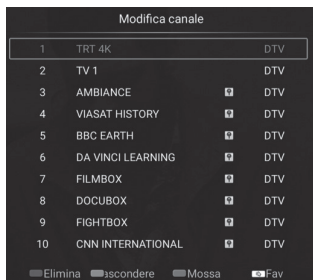 Modifica canale
1 TRT 4K DTV
2 TV 1 DTV
3 AMBIANCE DTV
4 VIASAT HISTORY DTV
5 BBC EARTH DTV
6 DA VINCI LEARNING DTV
7 FILMBOX DTV
8 DOCUBOX DTV
9 FIGHTBOX DTV
10 CNN INTERNATIONAL DTV
Elimina ascondere Mossa Fav